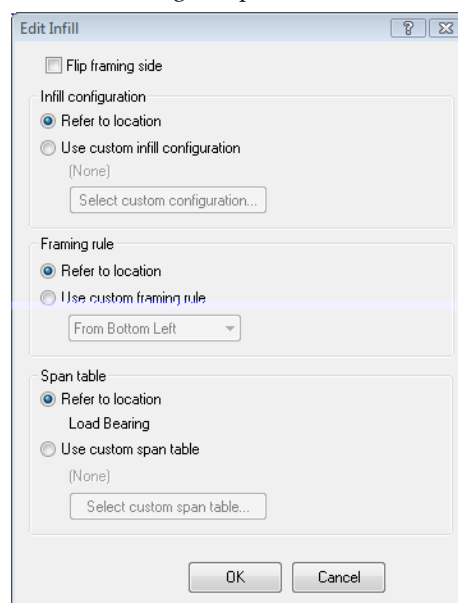 Edit Infill
Flip framing side
Infill configuration
Refer to location
Use custom infill configuration
(None)
Select custom configuration...
Framing rule
Refer to location
Use custom framing rule
From Bottom Left
Span table
Refer to location
Load Bearing
Use custom span table
(None)
Select custom span table...
OK Cancel